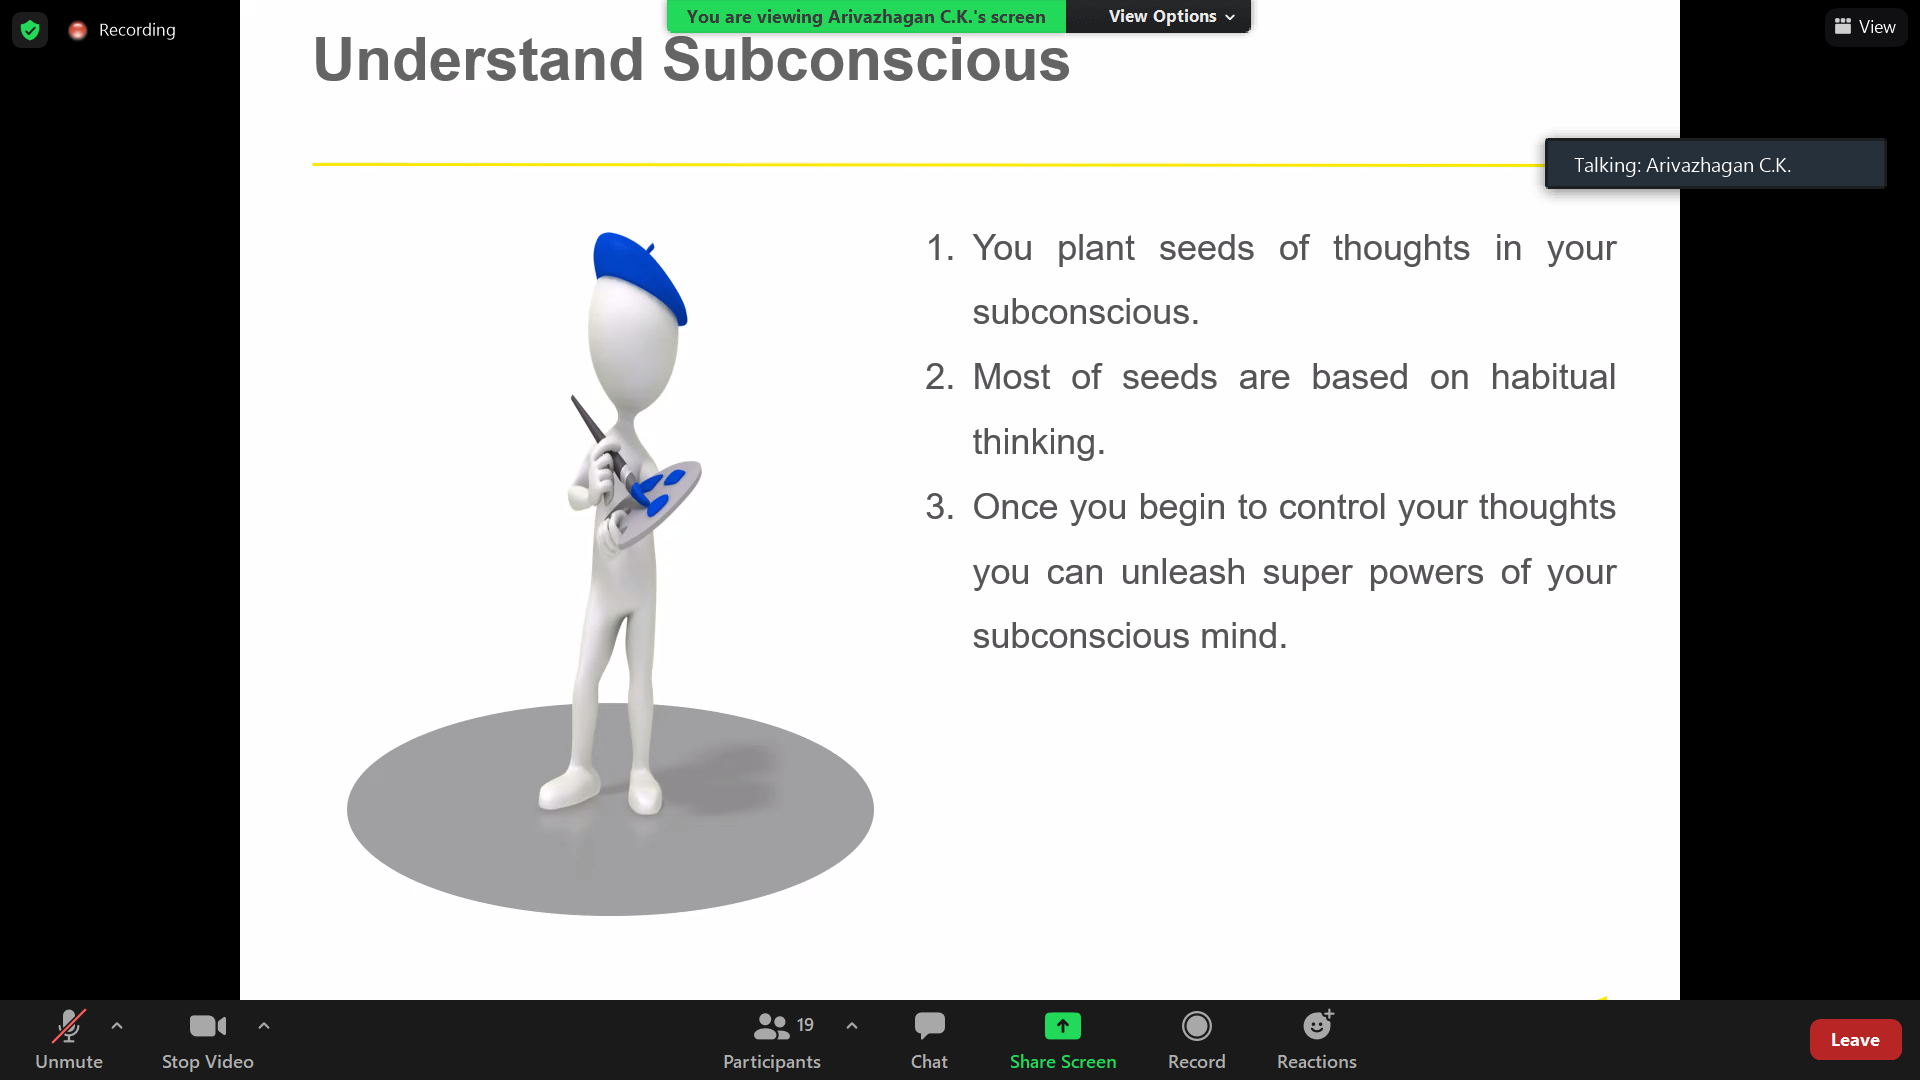 Recording
You are viewing Arivazhagan C.K.'s screen
View Options
View
Understand Subconscious
Talking: Arivazhagan C.K.
1. You plant seeds of thoughts in your
subconscious.
2. Most of seeds are based on habitual
thinking.
3. Once you begin to control your thoughts
you can unleash super powers of your
subconscious mind.
Unmute
Stop Video
19
Participants
Chat
Share Screen
Record
Reactions
Leave